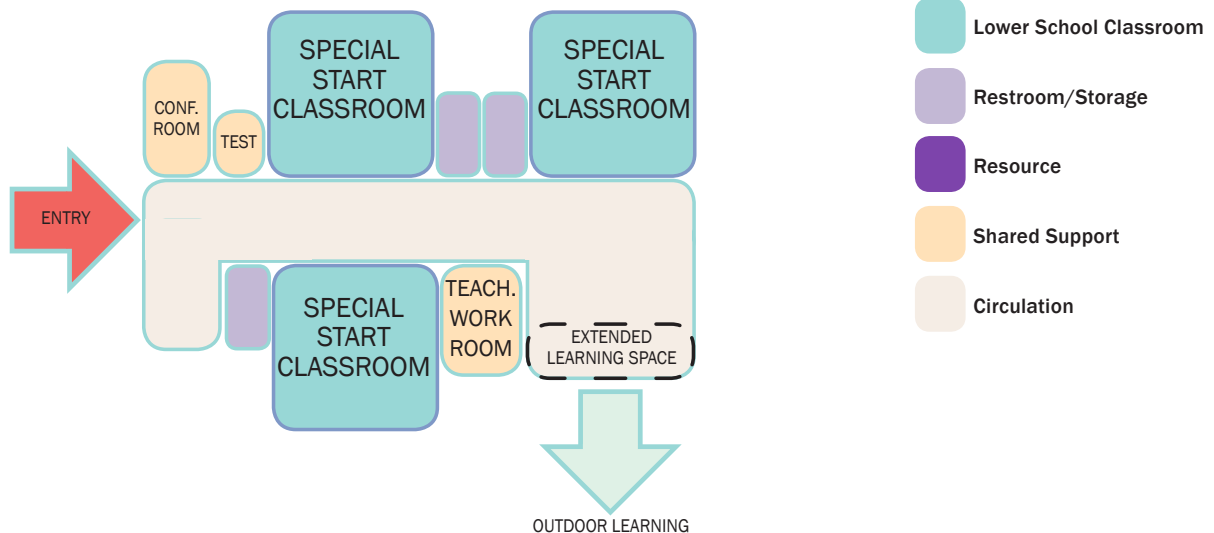 SPECIAL
START
CLASSROOM
SPECIAL
START
CLASSROOM
CONF.
ROOM
TEST
ENTRY
SPECIAL
START
CLASSROOM
TEACH.
WORK
ROOM
EXTENDED
LEARNING SPACE
OUTDOOR LEARNING
Lower School Classroom
Restroom/Storage
Resource
Shared Support
Circulation